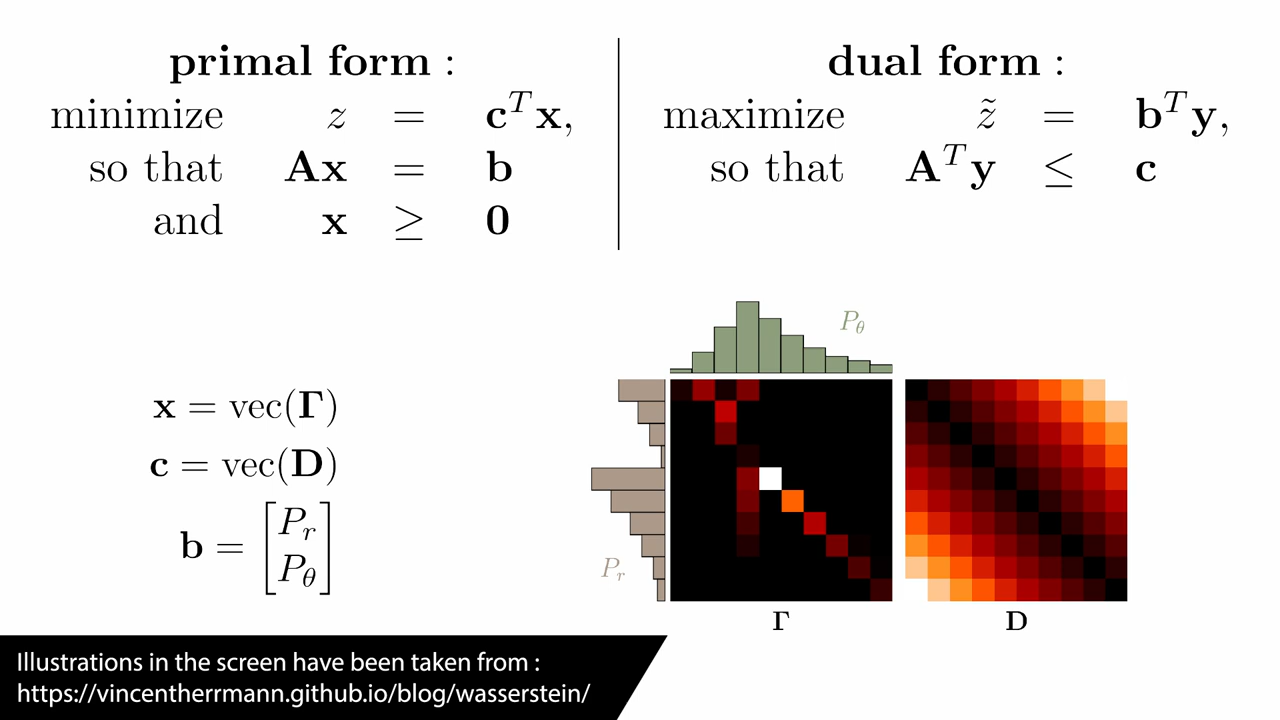 primal form :
minimize z = c^T x,
so that Ax = b
and x ≥ 0
dual form :
maximize z̃ = b^T y,
so that A^T y ≤ c
x = vec(Γ)
c = vec(D)
b = [P_r
P_θ]
P_θ
P_r
Γ
D
Illustrations in the screen have been taken from :
https://vincentherrmann.github.io/blog/wasserstein/